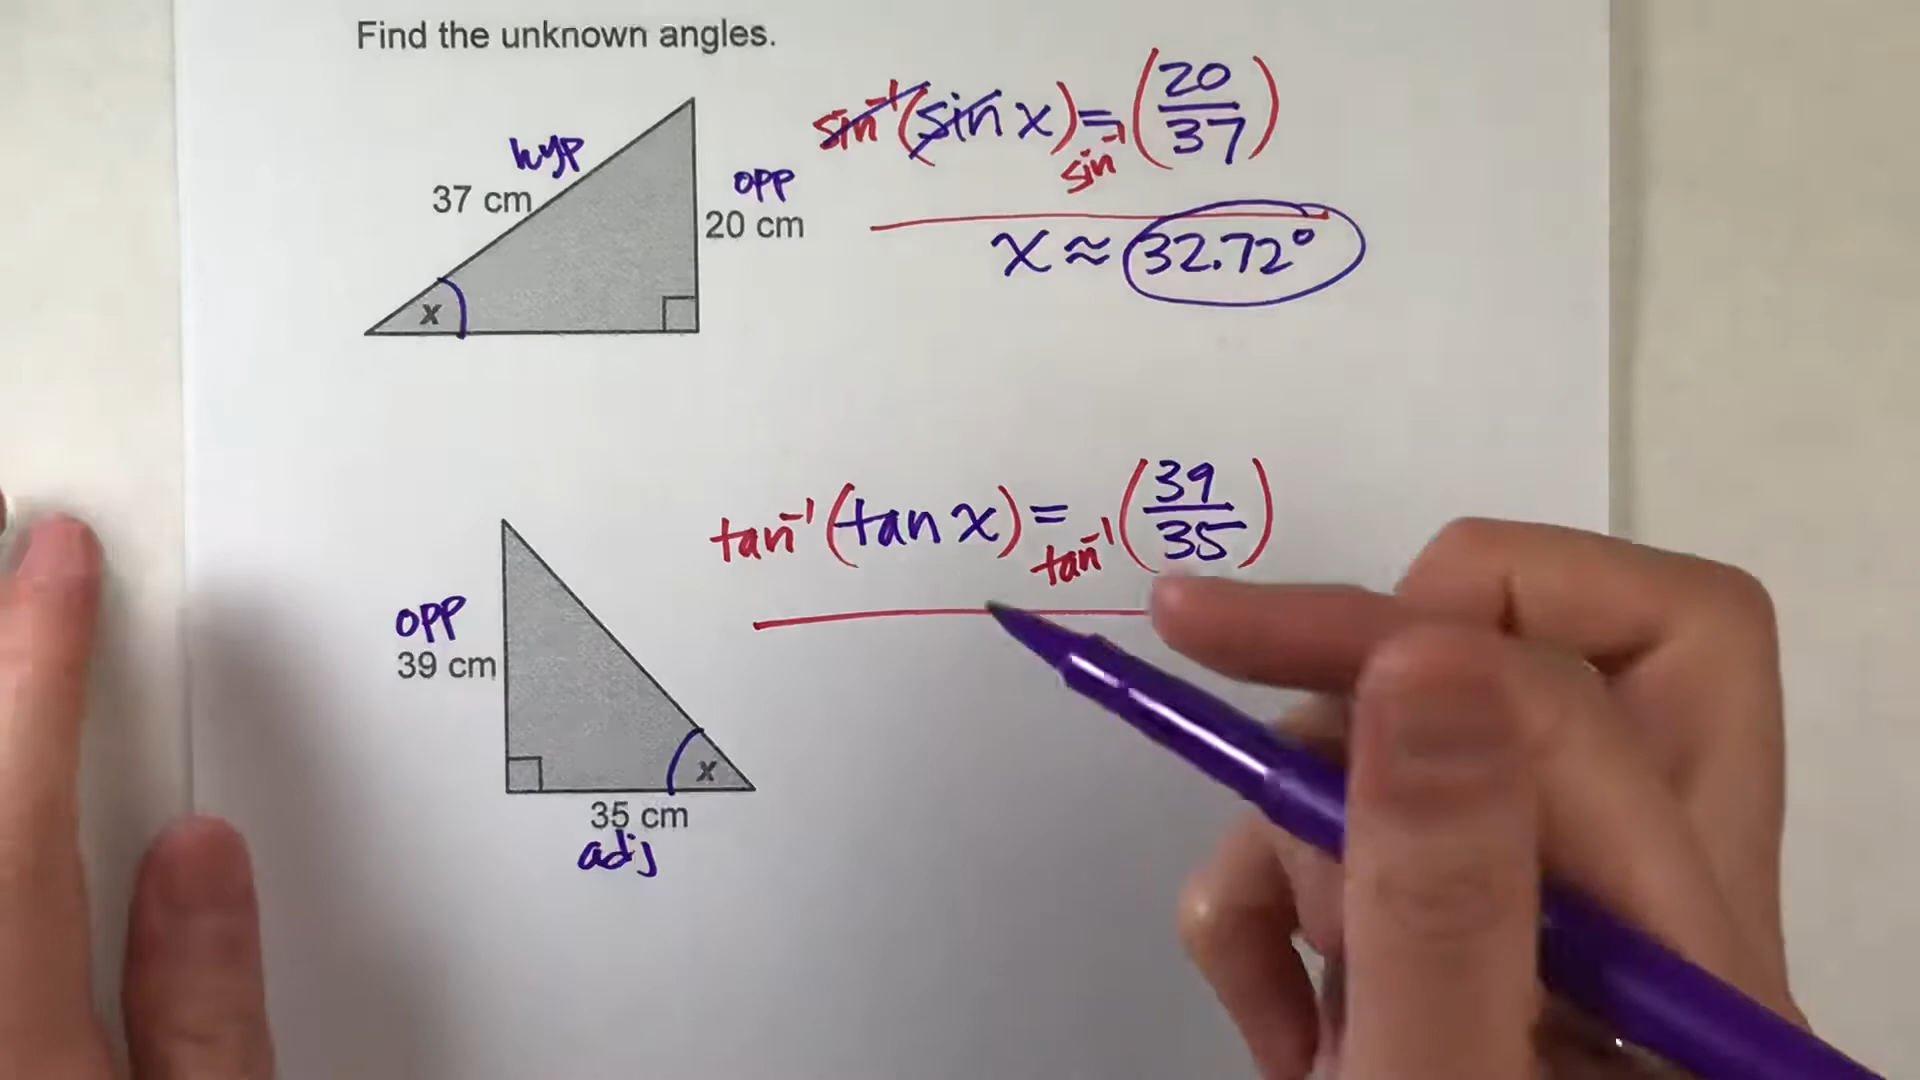 Find the unknown angles.
hyp
37 cm
opp
20 cm
x
sin⁻¹(sin x) = sin⁻¹(20/37)
x ≈ 32.72°
opp
39 cm
x
35 cm
adj
tan⁻¹(tan x) = tan⁻¹(39/35)